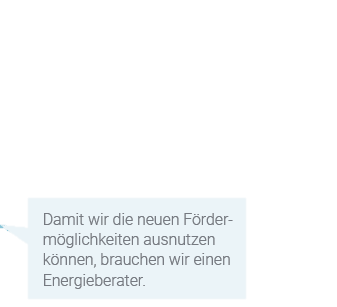 Damit wir die neuen Förder-
möglichkeiten ausnutzen
können, brauchen wir einen
Energieberater.